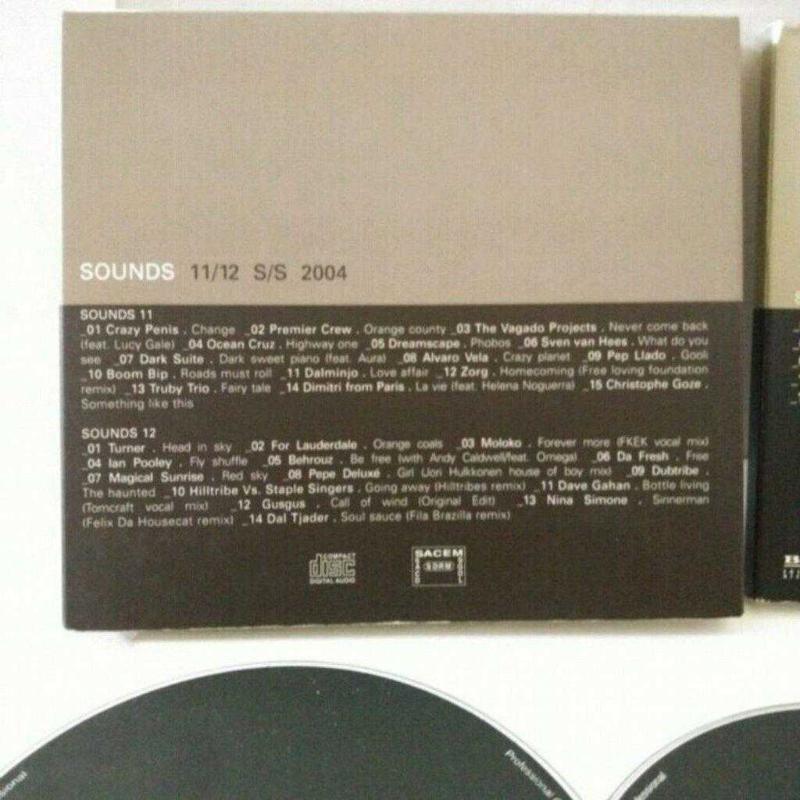 SOUNDS 11/12 S/S 2004
SOUNDS 11
_01 Crazy Penis . Change _02 Premier Crew . Orange county _03 The Vagado Projects . Never come back
(feat. Lucy Gale) _04 Ocean Cruz . Highway one _05 Dreamscape . Phobos _06 Sven van Hees . What do you
see _07 Dark Suite . Dark sweet piano (feat. Aura) _08 Alvaro Vela . Crazy planet _09 Pep Llado . Gooli
_10 Boom Bip . Roads must roll _11 Dalminjo . Love affair _12 Zorg . Homecoming (Free loving foundation
remix) _13 Truby Trio . Fairy tale _14 Dimitri from Paris . La vie (feat. Helena Noguerra) _15 Christophe Goze .
Something like this
SOUNDS 12
_01 Turner . Head in sky _02 For Lauderdale . Orange coals _03 Moloko . Forever more (FKEK vocal mix)
_04 Ian Pooley . Fly shuffle _05 Behrouz . Be free (with Andy Caldwell/feat. Omega) _06 Da Fresh . Free
_07 Magical Sunrise . Red sky _08 Pepe Deluxé . Girl (Jori Hulkkonen house of boy mix) _09 Dubtribe .
The haunted _10 Hilltribe Vs. Staple Singers . Going away (Hilltribes remix) _11 Dave Gahan . Bottle living
(Tomcraft vocal mix) _12 Gusgus . Call of wind (Original Edit) _13 Nina Simone . Sinnerman
(Felix Da Housecat remix) _14 Dal Tjader . Soul sauce (Fila Brazilla remix)
COMPACT
disc
DIGITAL AUDIO
SACEM
SDRM
SACD
SGDL
Professional